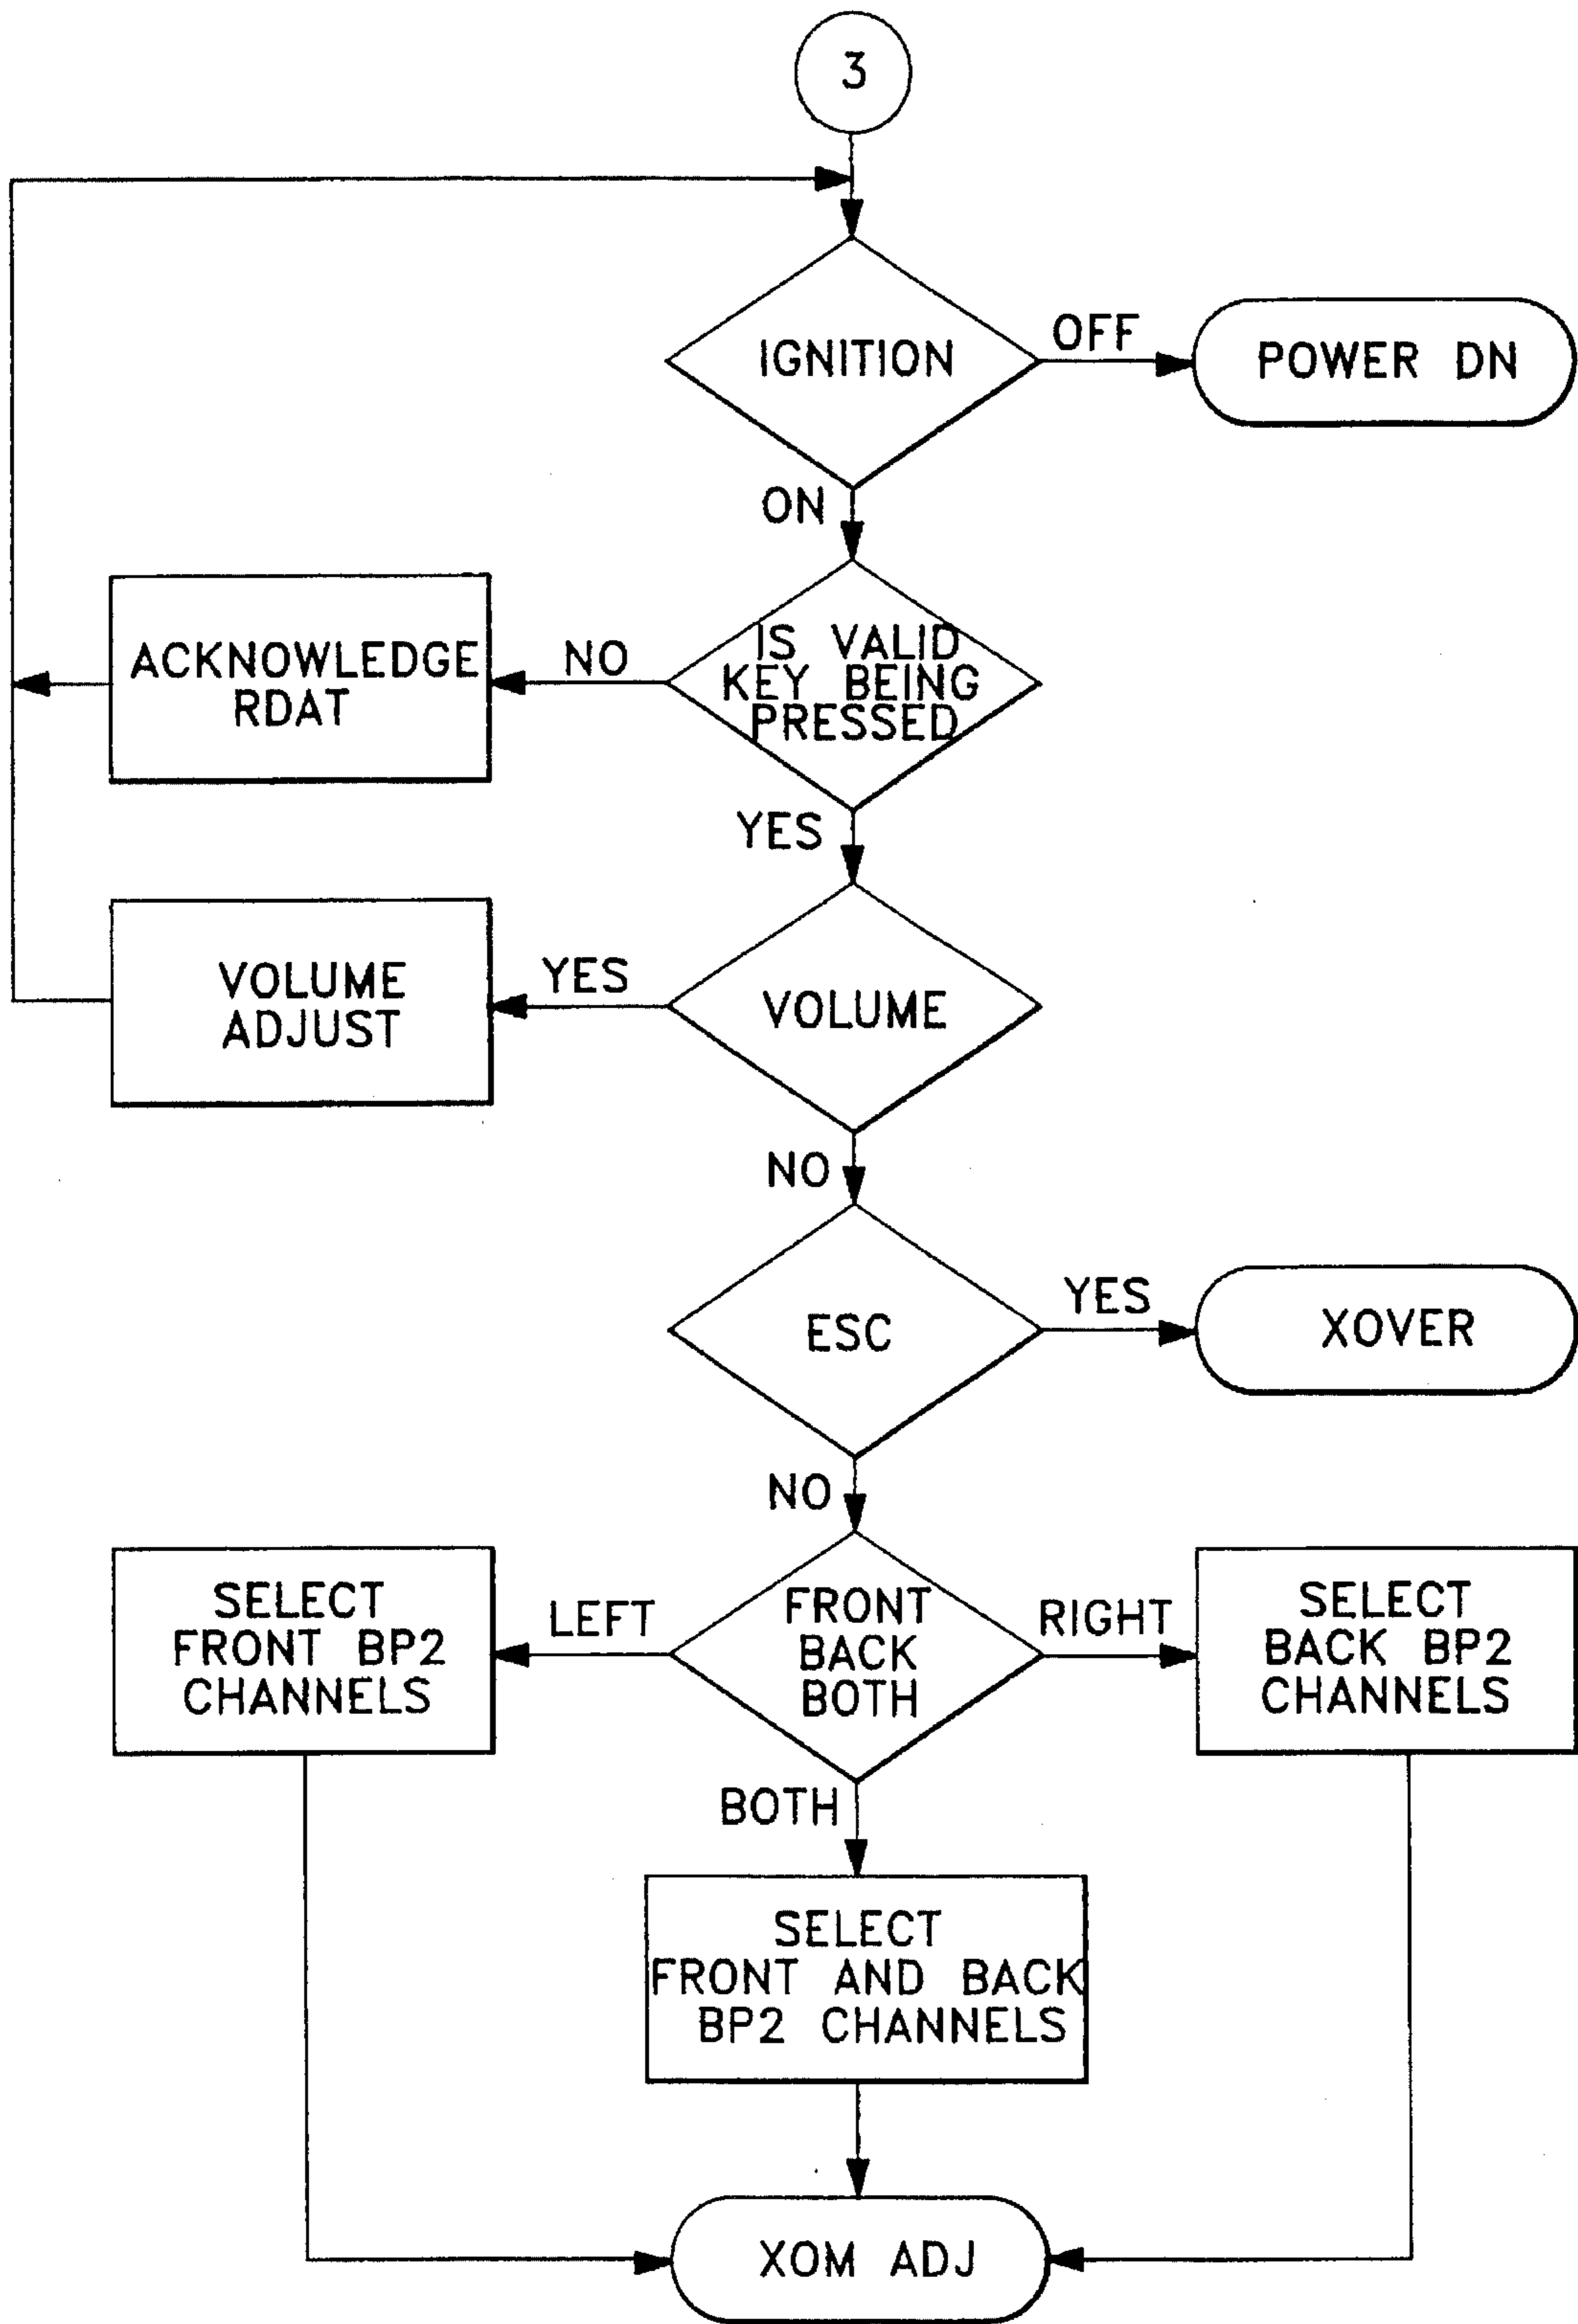 3
IGNITION
OFF
POWER DN
ON
IS VALID
KEY BEING
PRESSED
NO
ACKNOWLEDGE
RDAT
YES
VOLUME
YES
VOLUME
ADJUST
NO
ESC
YES
XOVER
NO
FRONT
BACK
BOTH
LEFT
SELECT
FRONT BP2
CHANNELS
RIGHT
SELECT
BACK BP2
CHANNELS
BOTH
SELECT
FRONT AND BACK
BP2 CHANNELS
XOM ADJ